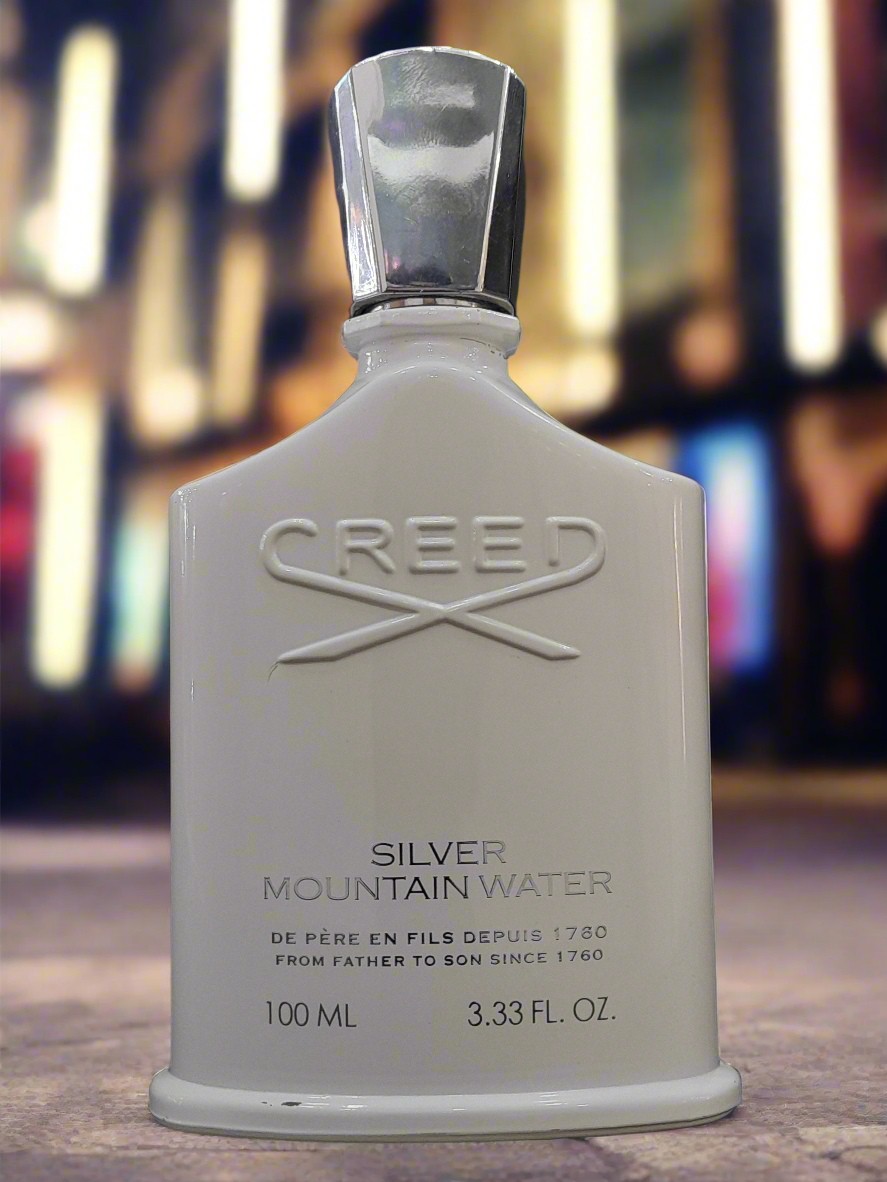 CREED
SILVER
MOUNTAIN WATER
DE PÈRE EN FILS DEPUIS 1760
FROM FATHER TO SON SINCE 1760
100 ML 3.33 FL. OZ.